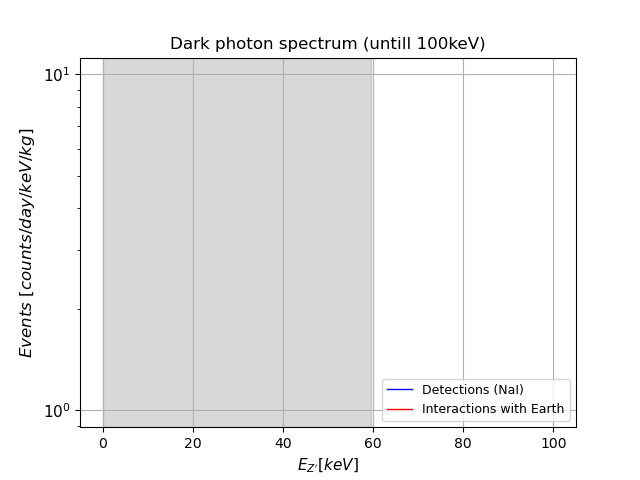 Dark photon spectrum (untill 100keV)
Events [counts/day/keV/kg]
10¹
10⁰
Detections (NaI)
Interactions with Earth
0 20 40 60 80 100
E_{Z'}[keV]